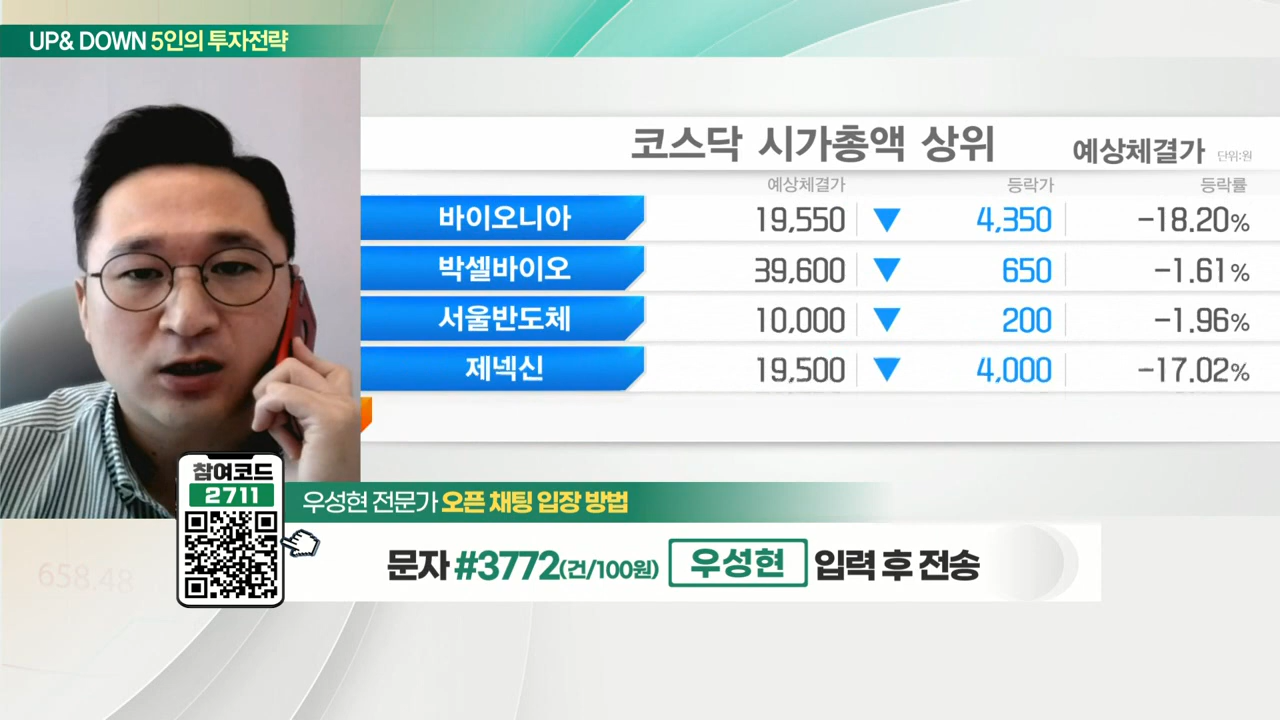 UP& DOWN 5인의 투자전략
코스닥 시가총액 상위 예상체결가 단위:원
예상체결가 등락가 등락률
바이오니아 19,550 ▼ 4,350 -18.20%
박셀바이오 39,600 ▼ 650 -1.61%
서울반도체 10,000 ▼ 200 -1.96%
제넥신 19,500 ▼ 4,000 -17.02%
참여코드
2711
우성현 전문가 오픈 채팅 입장 방법
문자 #3772(건/100원) 우성현 입력 후 전송
658.48